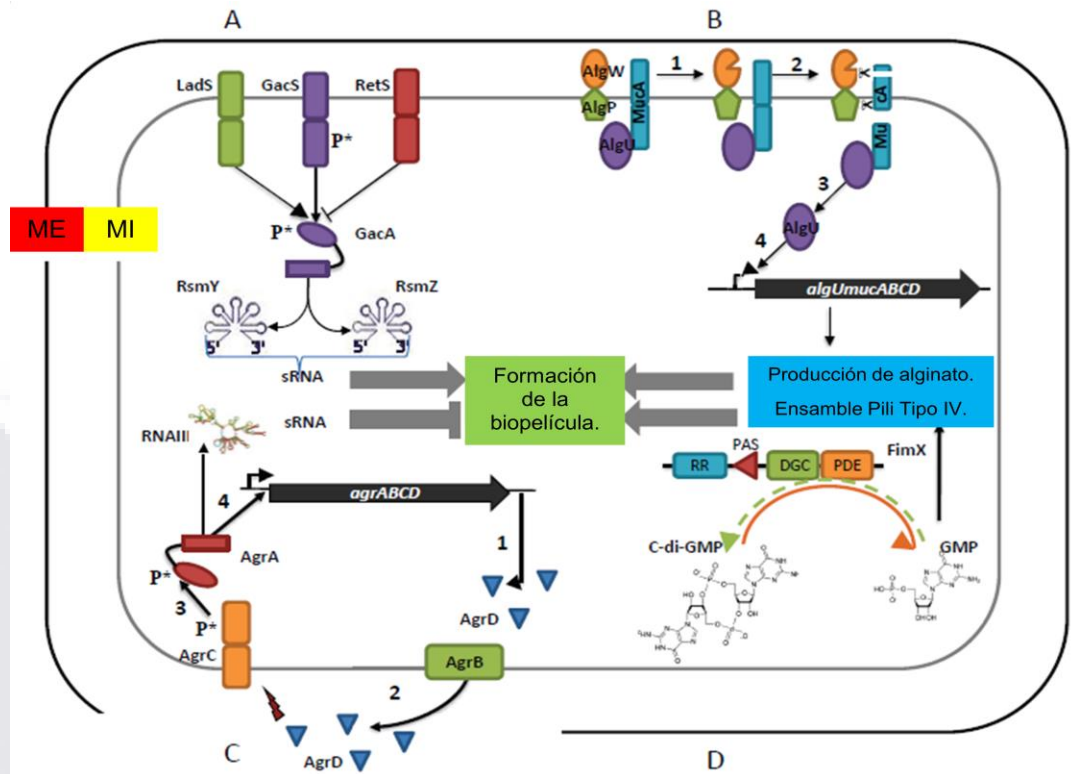 A
B
LadS
GacS
RetS
P*
P*
GacA
RsmY
RsmZ
5' 3'
5' 3'
sRNA
sRNA
ME
MI
AlgW
AlgP
MucA
AlgU
1
2
cA
Mu
3
AlgU
4
algUmucABCD
Formación
de la
biopelícula.
Producción de alginato.
Ensamble Pili Tipo IV.
RNAIII
4
agrABCD
1
AgrA
P*
3
P*
AgrC
AgrD
AgrB
2
AgrD
RR
PAS
DGC
PDE
FimX
C-di-GMP
GMP
C
D